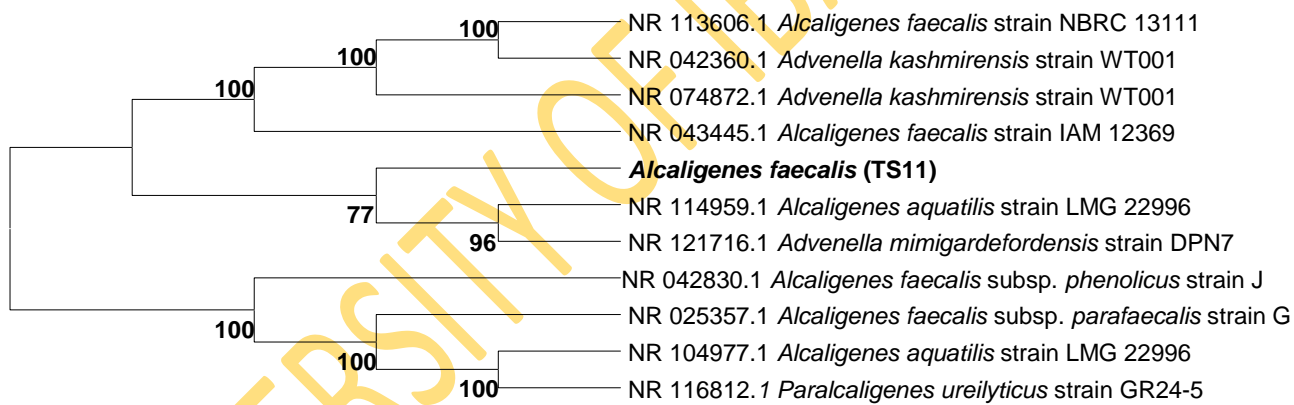 100 NR 113606.1 Alcaligenes faecalis strain NBRC 13111
100 NR 042360.1 Advenella kashmirensis strain WT001
100 NR 074872.1 Advenella kashmirensis strain WT001
NR 043445.1 Alcaligenes faecalis strain IAM 12369
Alcaligenes faecalis (TS11)
77 NR 114959.1 Alcaligenes aquatilis strain LMG 22996
96 NR 121716.1 Advenella mimigardefordensis strain DPN7
NR 042830.1 Alcaligenes faecalis subsp. phenolicus strain J
100 NR 025357.1 Alcaligenes faecalis subsp. parafaecalis strain G
100 NR 104977.1 Alcaligenes aquatilis strain LMG 22996
100 NR 116812.1 Paralcaligenes ureilyticus strain GR24-5
ERSITY OF IB